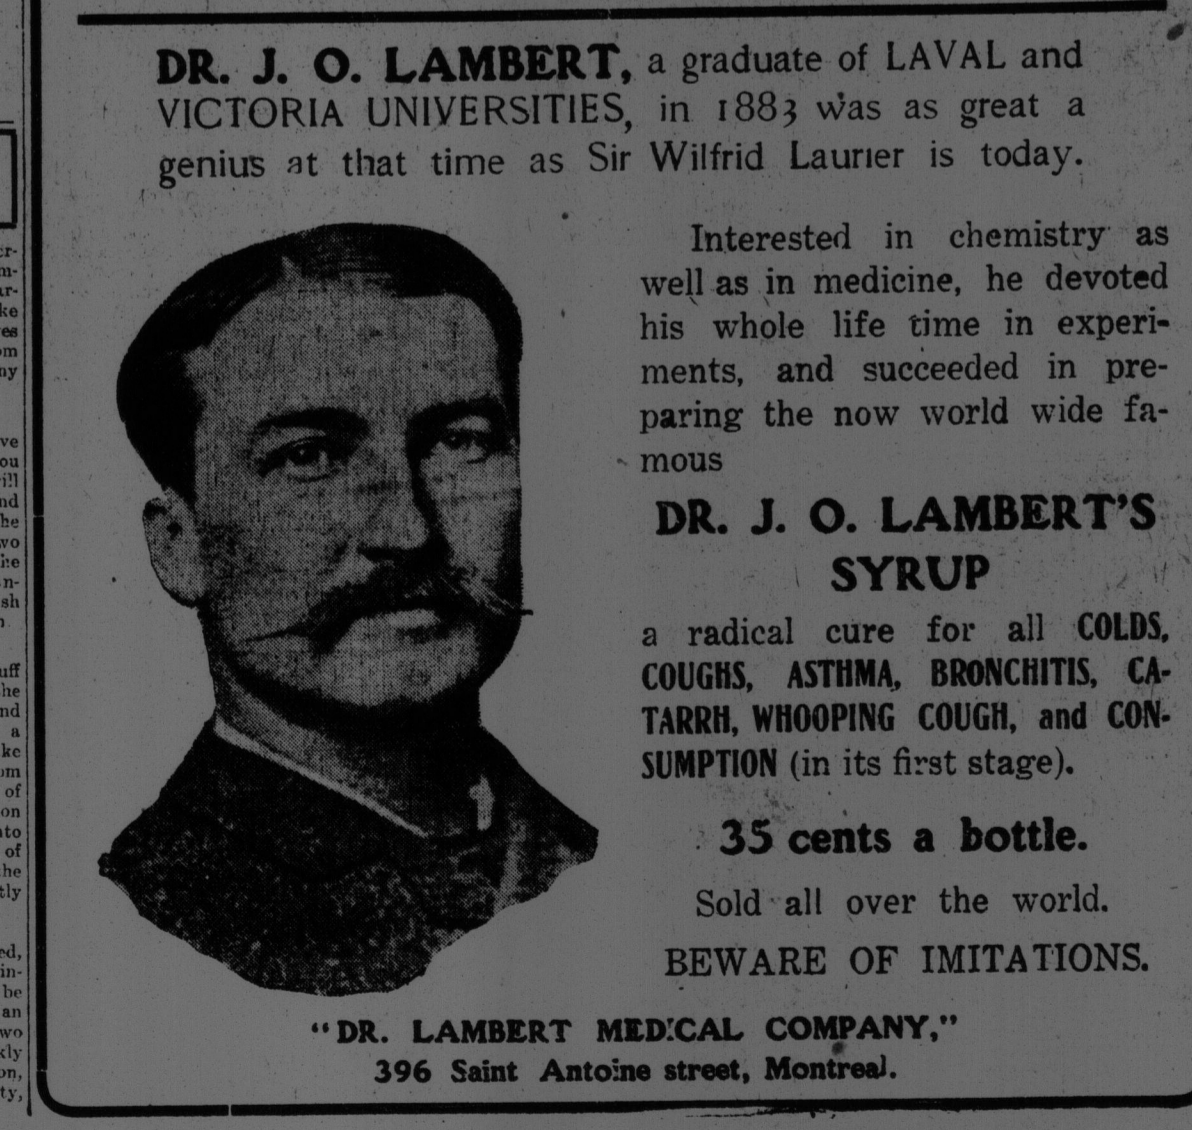 DR. J. O. LAMBERT, a graduate of LAVAL and
VICTORIA UNIVERSITIES, in 1883 was as great a
genius at that time as Sir Wilfrid Laurier is today.
Interested in chemistry as
well as in medicine, he devoted
his whole life time in experi-
ments, and succeeded in pre-
paring the now world wide fa-
mous
DR. J. O. LAMBERT'S
SYRUP
a radical cure for all COLDS,
COUGHS, ASTHMA, BRONCHITIS, CA-
TARRH, WHOOPING COUGH, and CON-
SUMPTION (in its first stage).
35 cents a bottle.
Sold all over the world.
BEWARE OF IMITATIONS.
"DR. LAMBERT MEDICAL COMPANY,"
396 Saint Antoine street, Montreal.